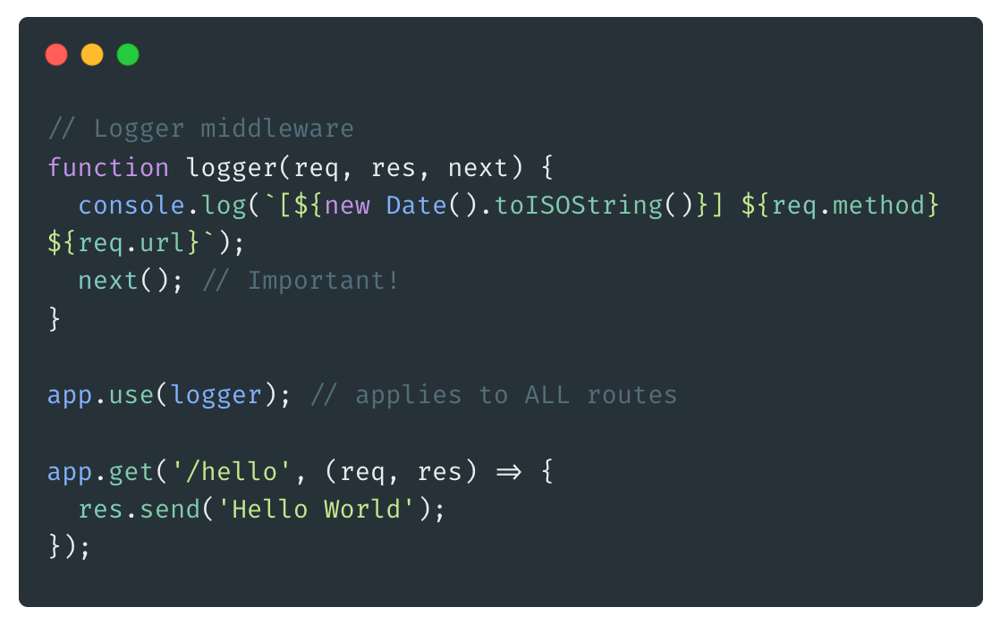 // Logger middleware
function logger(req, res, next) {
  console.log(`[${new Date().toISOString()}] ${req.method}
${req.url}`);
  next(); // Important!
}

app.use(logger); // applies to ALL routes

app.get('/hello', (req, res) => {
  res.send('Hello World');
});